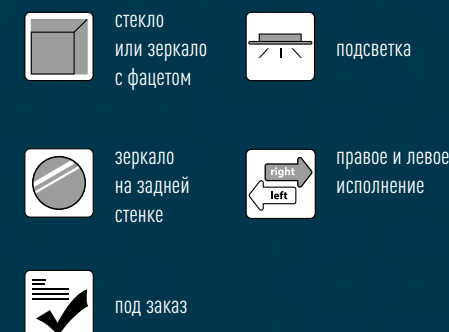 стекло
или зеркало
с фацетом
подсветка
зеркало
на задней
стенке
right
left
правое и левое
исполнение
под заказ